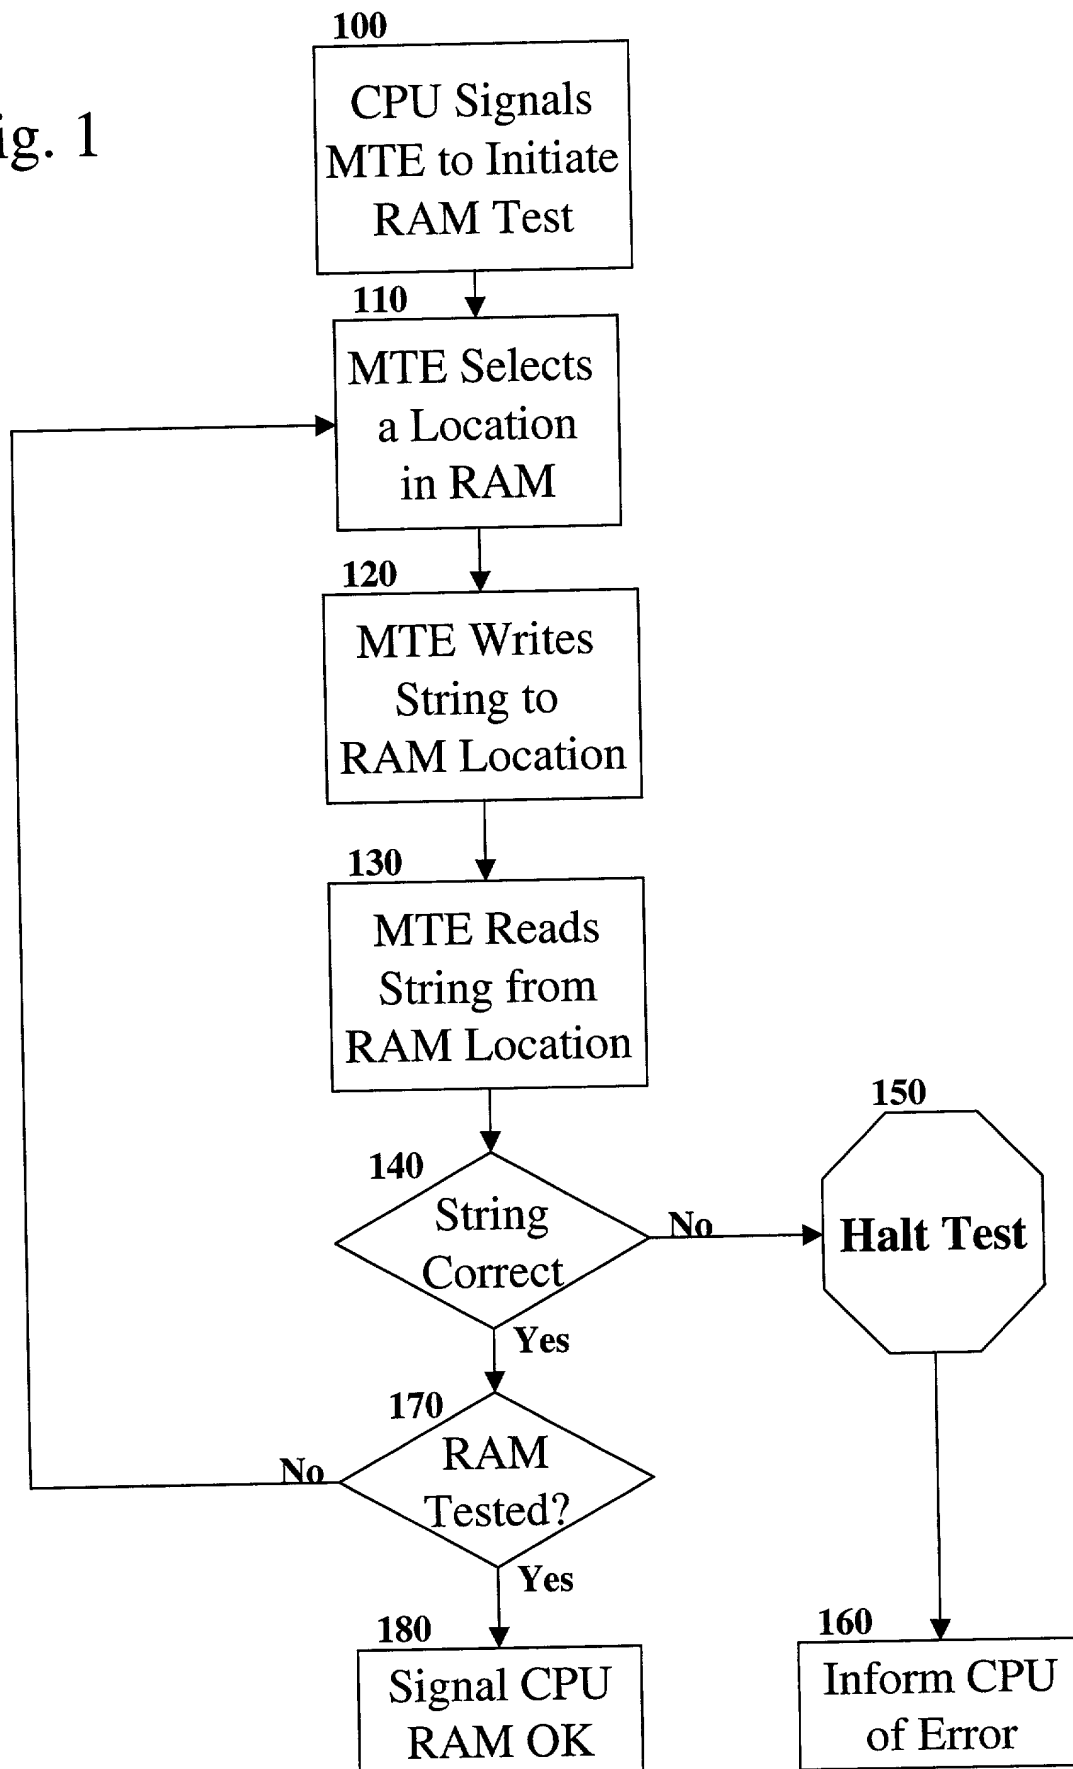 100
ig. 1
CPU Signals
MTE to Initiate
RAM Test
110
MTE Selects
a Location
in RAM
120
MTE Writes
String to
RAM Location
130
MTE Reads
String from
RAM Location
140
String
Correct
No
150
Halt Test
Yes
170
RAM
Tested?
No
Yes
180
Signal CPU
RAM OK
160
Inform CPU
of Error